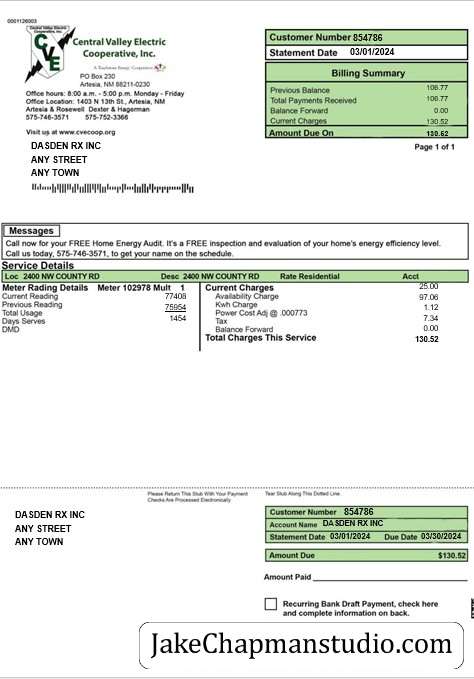 0001126003
Central Valley Electric
Cooperative, Inc.
CVE
Central Valley Electric
Cooperative, Inc.
A Touchstone Energy Cooperative
PO Box 230
Artesia, NM 88211-0230
Office hours: 8:00 a.m. - 5:00 p.m. Monday - Friday
Office Location: 1403 N 13th St., Artesia, NM
Artesia & Rosewell Dexter & Hagerman
575-746-3571 575-752-3366
Visit us at www.cvecoop.org
DASDEN RX INC
ANY STREET
ANY TOWN
Customer Number 854786
Statement Date 03/01/2024
Billing Summary
Previous Balance 106.77
Total Payments Received 106.77
Balance Forward 0.00
Current Charges 130.52
Amount Due On 130.52
Page 1 of 1
Messages
Call now for your FREE Home Energy Audit. It's a FREE inspection and evaluation of your home's energy efficiency level.
Call us today, 575-746-3571, to get your name on the schedule.
Service Details
Loc 2400 NW COUNTY RD Desc 2400 NW COUNTY RD Rate Residential Acct
Meter Rading Details Meter 102978 Mult 1
Current Reading 77408
Previous Reading 75954
Total Usage 1454
Days Serves
DMD
Current Charges 25.00
Availability Charge 97.06
Kwh Charge 1.12
Power Cost Adj @ .000773
Tax 7.34
Balance Forward 0.00
Total Charges This Service 130.52
Please Return This Stub With Your Payment
Checks Are Processed Electronically
Tear Stub Along This Dotted Line
DASDEN RX INC
ANY STREET
ANY TOWN
Customer Number 854786
Account Name DASDEN RX INC
Statement Date 03/01/2024 Due Date 03/30/2024
Amount Due $130.52
Amount Paid
Recurring Bank Draft Payment, check here
and complete information on back.
JakeChapmanstudio.com